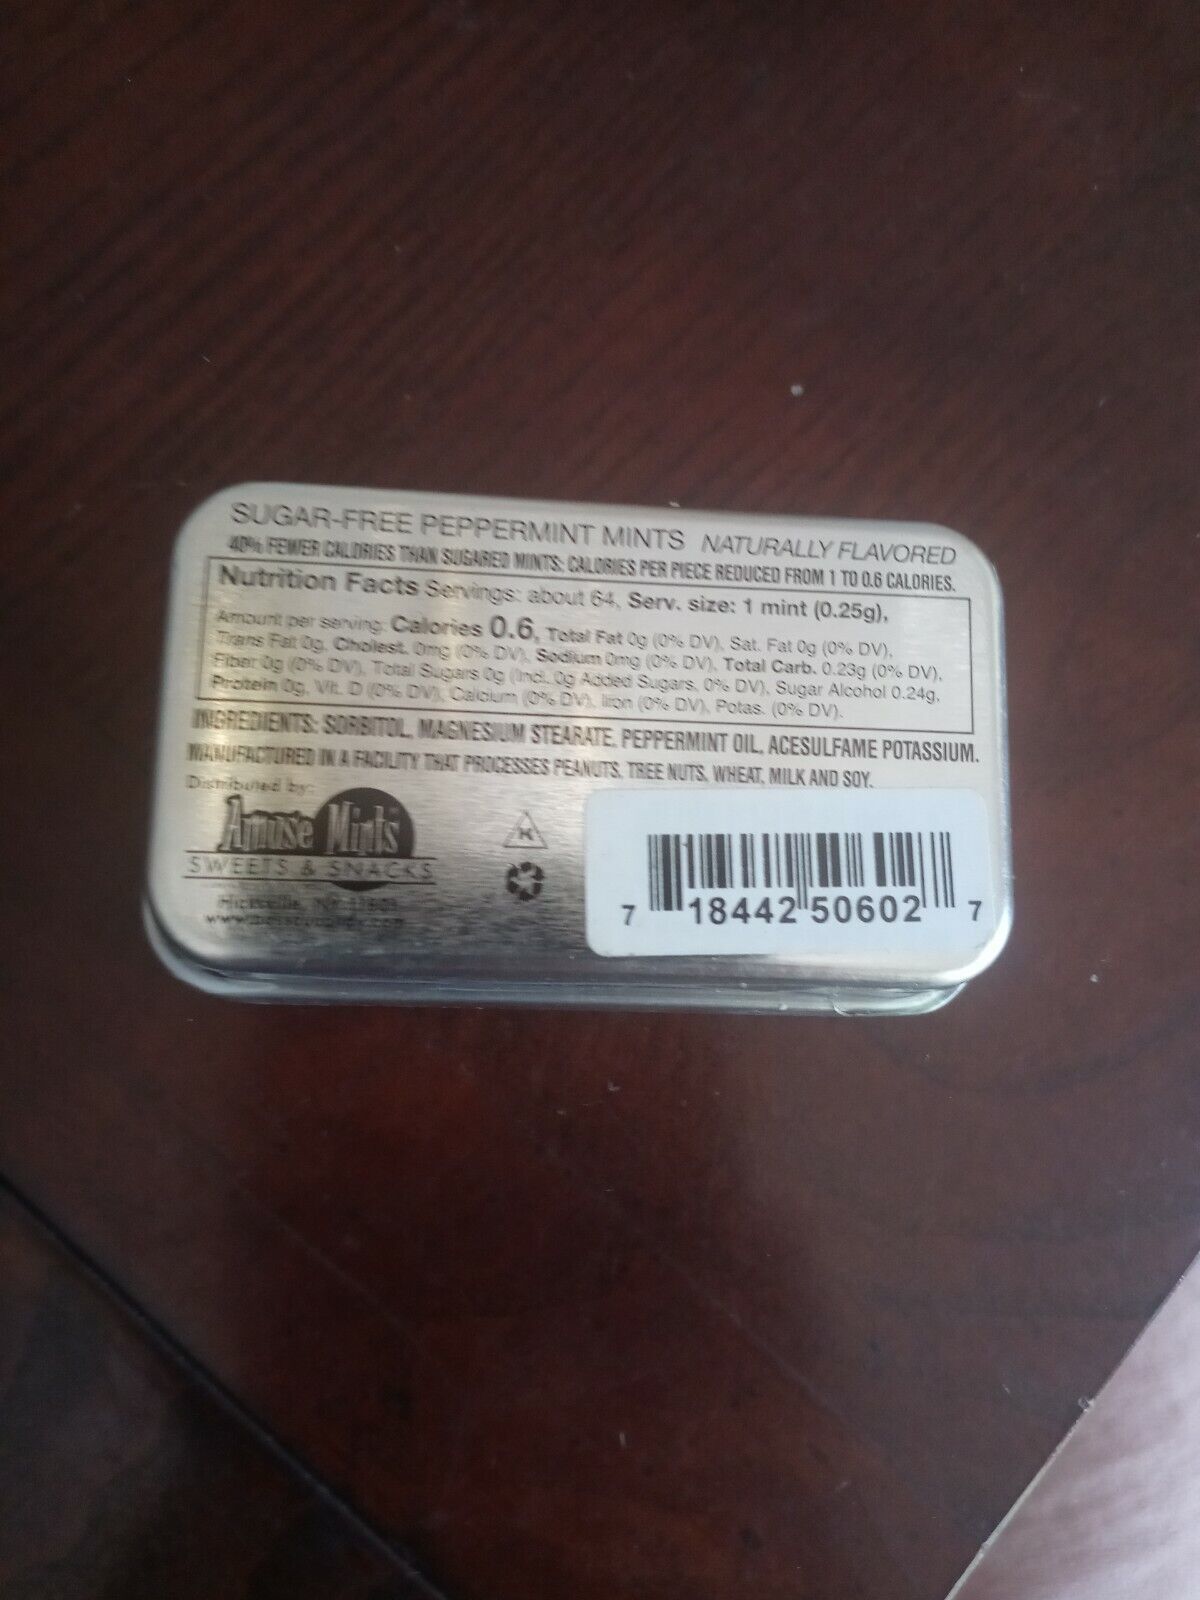 SUGAR-FREE PEPPERMINT MINTS NATURALLY FLAVORED
40% FEWER CALORIES THAN SUGARED MINTS; CALORIES PER PIECE REDUCED FROM 1 TO 0.6 CALORIES.
Nutrition Facts Servings: about 64, Serv. size: 1 mint (0.25g),
Amount per serving: Calories 0.6, Total Fat 0g (0% DV), Sat. Fat 0g (0% DV),
Trans Fat 0g, Cholest. 0mg (0% DV), Sodium 0mg (0% DV), Total Carb. 0.23g (0% DV),
Fiber 0g (0% DV), Total Sugars 0g (Incl. 0g Added Sugars, 0% DV), Sugar Alcohol 0.24g,
Protein 0g, Vit. D (0% DV), Calcium (0% DV), Iron (0% DV), Potas. (0% DV).
INGREDIENTS: SORBITOL, MAGNESIUM STEARATE, PEPPERMINT OIL, ACESULFAME POTASSIUM.
MANUFACTURED IN A FACILITY THAT PROCESSES PEANUTS, TREE NUTS, WHEAT, MILK AND SOY.
Distributed by:
Amuse Mints
SWEETS & SNACKS
Hicksville, NY 11801
K
7 18442 50602 7